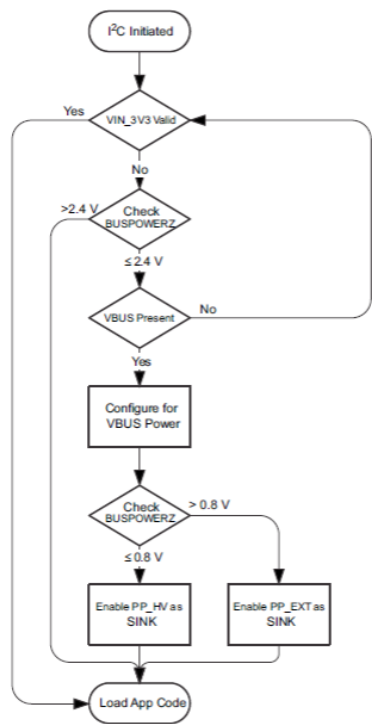 I²C Initiated
Yes
VIN_3V3 Valid
No
>2.4 V
Check
BUSPOWERZ
≤ 2.4 V
VBUS Present
No
Yes
Configure for
VBUS Power
Check
BUSPOWERZ
> 0.8 V
≤ 0.8 V
Enable PP_HV as
SINK
Enable PP_EXT as
SINK
Load App Code